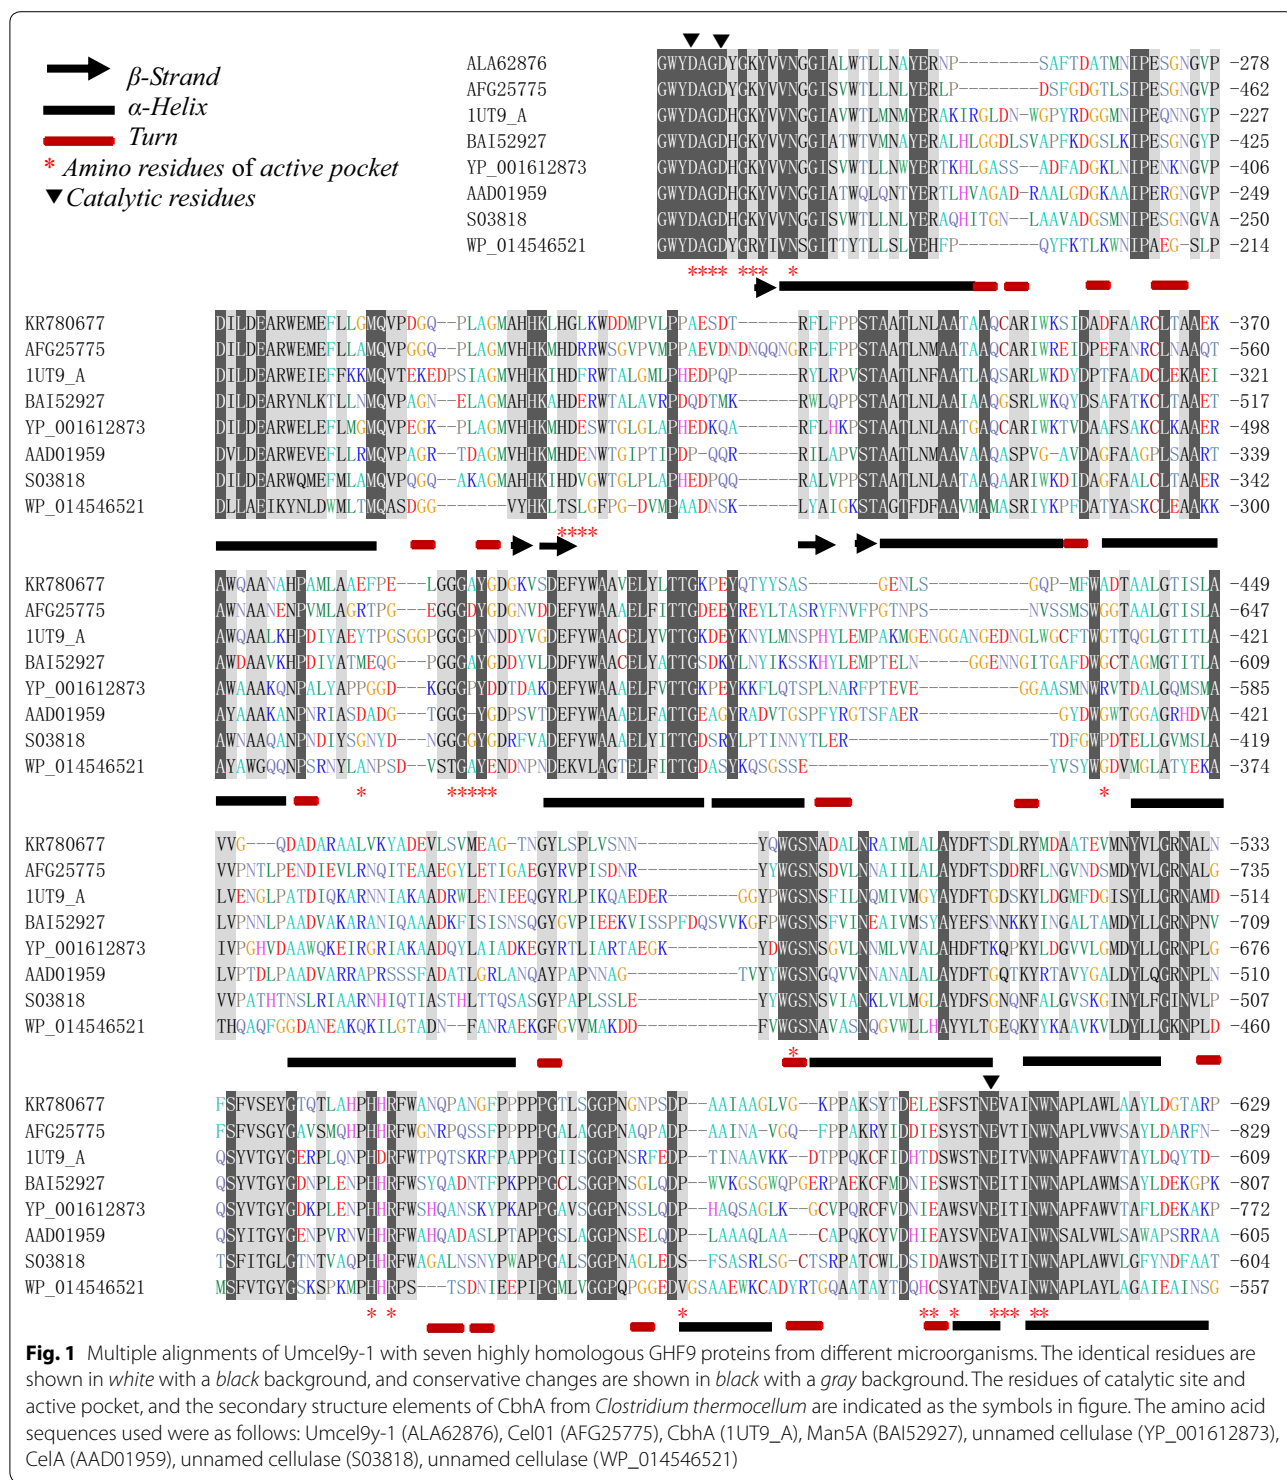 β-Strand
α-Helix
Turn
* Amino residues of active pocket
▼Catalytic residues
ALA62876 GWYDAGDYGKYVVNGGIALWTLLNAYERNP--------SAFTDATMNIPESGNGVP -278
AFG25775 GWYDAGDYGKYVVNGGISVWTLLNLYERLP--------DSFGDGTLSIPESGNGVP -462
1UT9_A GWYDAGDHGKYVVNGGIAVWTLMNMYERAKIRGLDN-WGPYRDGGMNIPEQNNGYP -227
BAI52927 GWYDAGDHGKYVVNGGIATWTVMNAYERALHLGGDLSVAPFKDGSLKIPESGNGYP -425
YP_001612873 GWYDAGDHGKYVVNGGISVWTLLNWYERTKHLGASS--ADFADGKLNIPENKNGVP -406
AAD01959 GWYDAGDHGKYVVNGGIATWQLQNTYERTLHVAGAD-RAALGDGKAAIPERGNGVP -249
S03818 GWYDAGDHGKYVVNGGISVWTLLNLYERAQHITGN--LAAVADGSMNIPESGNGVA -250
WP_014546521 GWYDAGDYGRYIVNSGITTYTLLSLYEHFP--------QYFKTLKWNIPAEG-SLP -214
**** *** *
KR780677 DILDEARWEMEFLLGMQVPDGQ--PLAGMAHHKLHGLKWDDMPVLPPAESDT------RFLFPPSTAATLNLAATAAQCARIWKSIDADFAARCLTAAEK -370
AFG25775 DILDEARWEMEFLLAMQVPGGQ--PLAGMVHHKMHDRRWSGVPVMPPAEVDNDNQQNGRFLFPPSTAATLNMAATAAQCARIWREIDPEFANRCLNAAQT -560
1UT9_A DILDEARWEIEFFKKMQVTEKEDPSIAGMVHHKIHDFRWTALGMLPHEDPQP------RYLRPVSTAATLNFAATLAQSARLWKDYDPTFAADCLEKAEI -321
BAI52927 DILDEARYNLKTLLNMQVPAGN--ELAGMVHHKAHDERWTALAVRPDQDTMK------RWLQPPSTAATLNLAAIAAQGSRLWKQYDSAFATKCLTAAET -517
YP_001612873 DILDEARWELEFLMGMQVPEGK--PLAGMVHHKMHDESWTGLGLAPHEDKQA------RFLHKPSTAATLNLAATGAQCARIWKTVDAAFSAKCLKAAER -498
AAD01959 DVLDEARWEVEFLLRMQVPAGR--TDAGMVHHKMHDENWTGIPTIPDP-QQR------RILAPVSTAATLNMAAVAAQASPVG-AVDAGFAAGPLSAART -339
S03818 DILDEARWQMEFMLAMQVPQGQ--AKAGMAHHKIHDVGWTGLPLAPHEDPQQ------RALVPPSTAATLNLAATAAQAARIWKDIDAGFAALCLTAAER -342
WP_014546521 DLLAEIKYNLDWMLTMQASDGG------VYHKLTSLGFPG-DVMPAADNSK------LYAIGKSTAGTFDFAAVMAMASRIYKPFDATYASKCLEAAKK -300
****
KR780677 AWQAANAHPAMLAAEFPE---LGGGAYGDGKVSDEFYWAAVELYLTTGKPEYQTYYSAS-------GENLS--------GQP-MFWADTAALGTISLA -449
AFG25775 AWNAANENPVMLAGRTPG---EGGGDYGDGNVDDEFYWAAAELFITTGDEEYREYLTASRYFNVFPGTNPS--------NVSSMSWGGTAALGTISLA -647
1UT9_A AWQAALKHPDIYAEYTPGSGGPGGGPYNDDYVGDEFYWAACELYVTTGKDEYKNYLMNSPHYLEMPAKMGENGGANGEDNGLWGCFTWGTTQGLGTITLA -421
BAI52927 AWDAAVKHPDIYATMEQG---PGGGAYGDDYVLDDFYWAACELYATTGSDKYLNYIKSSKHYLEMPTELN-----GGENNGITGAFDWGCTAGMGTITLA -609
YP_001612873 AWAAAKQNPALYAPPGGD---KGGGPYDDTDAKDEFYWAAAELFVTTGKPEYKKFLQTSPLNARFPTEVE---------GGAASMNWRVTDALGQMSMA -585
AAD01959 AYAAAKANPNRIASDADG---TGGG-YGDPSVTDEFYWAAAELFATTGEAGYRADVTGSPFYRGTSFAER------------GYDWGWTGGAGRHDVA -421
S03818 AWNAAQANPNDIYSGNYD---NGGGGYGDRFVADEFYWAAAELYITTGDSRYLPTINNYTLER-----------------TDFGWPDTELLGVMSLA -419
WP_014546521 AYAWGQQNPSRNYLANPSD--VSTGAYENDNPNDEKVLAGTELFITTGDASYKQSGSSE--------------------YVSYWGDVMGLATYEKA -374
* ***** *
KR780677 VVG---QDADARAALVKYADEVLSVMEAG-TNGYLSPLVSNN------------YQWGSNADALNRAIMLALAYDFTSDLRYMDAATEVMNYVLGRNALN -533
AFG25775 VVPNTLPENDIEVLRNQITEAAEGYLETIGAEGYRVPISDNR------------YPWGSNSDVLNNAIILALAYDFTSDDRFLNGVNDSMDYVLGRNALG -735
1UT9_A LVENGLPATDIQKARNNIAKAADRWLENIEEQGYRLPIKQAEDER-------GGYPWGSNSFILNQMIVMGYAYDFTGDSKYLDGMFDGISYLLGRNAMD -514
BAI52927 LVPNNLPAADVAKARANIQAAADKFISISNSQGYGVPIEEKVISSPFDQSVVKGFPWGSNSFVINEAIVMSYAYEFSNNKKYINGALTAMDYLLGRNPNV -709
YP_001612873 IVPGHVDAAWQKEIRGRIAKAADQYLAIADKEGYRTLIARTAEGK---------YDWGSNSGVLNNMLVVALAHDFTKQPKYLDGVVLGMDYLLGRNPLG -676
AAD01959 LVPTDLPAADVARRAPRSSSSFADATLGRLANQAYPAPNNAG-----------TVYYWGSNGQVVNNANALALAYDFTGQTKYRTAVYGALDYLQGRNPLN -510
S03818 VVPATHTNSLRIAARNHIQTIASTHLTTQSASGYPAPLSSLE------------YYWGSNSVIANKLVLMGLAYDFSGNQNFALGVSKGINYLFGINVLP -507
WP_014546521 THQAQFGGDANEAKQKILGTADN--FANRAEKGFGVVMAKDD------------FVWGSNAVASNQGVWLLHAYYLTGEQKYYKAAVKVLDYLLGKNPLD -460
*
KR780677 FSFVSEYGTQTLAHPHHRFWANQPANGFPPPPPGTLSGGPNGNPSDP--AAIAAGLVG--KPPAKSYTDELESFSTNEVAINWNAPLAWLAAYLDGTARP -629
AFG25775 FSFVSGYGAVSMQHPHHRFWGNRPQSSFPPPPPGALAGGPNAQPADP--AAINA-VGQ--FPPAKRYIDDIESYSTNEVTINWNAPLVWVSAYLDARFN- -829
1UT9_A QSYVTGYGERPLQNPHDRFWTPQTSKRFPAPPPGIISGGPNSRFEDP--TINAAVKK--DTPPQKCFIDHTDSWSTNEITVNWNAPFAWVTAYLDQYTD- -609
BAI52927 QSYVTGYGDNPLENPHHRFWSYQADNTFPKPPPGCLSGGPNSGLQDP--WVKGSGWQPGERPAEKCFMDNIESWSTNEITINWNAPLAWMSAYLDEKGPK -807
YP_001612873 QSYVTGYGDKPLENPHHRFWSHQANSKYPKAPPGAVSGGPNSSLQDP--HAQSAGLK--GCVPQRCFVDNIEAWSVNEITINWNAPFAWVTAFLDEKAKP -772
AAD01959 QSYITGYGENPVRNVHHRFWAHQADASLPTAPPGVLAGGPNSELQDP--LAAAQLAA--CAPQKCYVDHIEAYSVNEVAINWNSALVWLSAWAPSRRAA -605
S03818 TSFITGLGTNTVAQPHHRFWAGALNSNYPWAPPGALSGGPNAGLEDS--FSASRLSG-CTSRPATCWLDSIDAWSTNEITINWNAPLAWVLGFYNDFAAT -604
WP_014546521 MSFVTGYGSKSPKMPHHRPS---TSDNIEEPIPGMLVGGPQPGGEDVGSAAEWKCADYRTGQAATAYTDQHCSYATNEVAINWNAPLAYLAGAIEAINSG -557
* * * ** * *** **
Fig. 1 Multiple alignments of Umcel9y-1 with seven highly homologous GHF9 proteins from different microorganisms. The identical residues are
shown in white with a black background, and conservative changes are shown in black with a gray background. The residues of catalytic site and
active pocket, and the secondary structure elements of CbhA from Clostridium thermocellum are indicated as the symbols in figure. The amino acid
sequences used were as follows: Umcel9y-1 (ALA62876), Cel01 (AFG25775), CbhA (1UT9_A), Man5A (BAI52927), unnamed cellulase (YP_001612873),
CelA (AAD01959), unnamed cellulase (S03818), unnamed cellulase (WP_014546521)